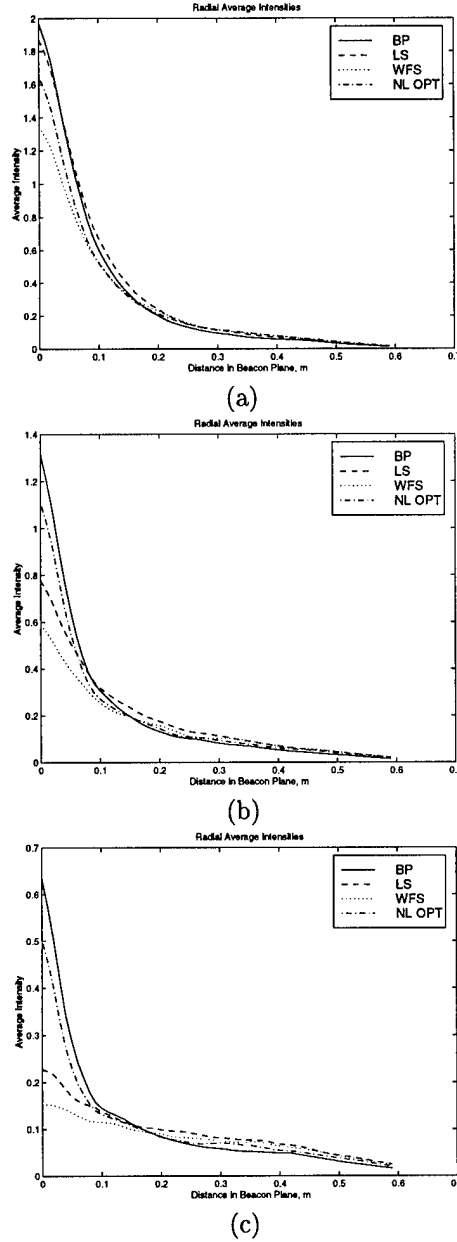 Radial Average Intensities
2
1.8
1.6
1.4
1.2
1
0.8
0.6
0.4
0.2
0
Average Intensity
BP
LS
WFS
NL OPT
0 0.1 0.2 0.3 0.4 0.5 0.6 0.7
Distance in Beacon Plane, m
(a)
Radial Average Intensities
1.4
1.2
1
0.8
0.6
0.4
0.2
0
Average Intensity
BP
LS
WFS
NL OPT
0 0.1 0.2 0.3 0.4 0.5 0.6 0.7
Distance in Beacon Plane, m
(b)
Radial Average Intensities
0.7
0.6
0.5
0.4
0.3
0.2
0.1
0
Average Intensity
BP
LS
WFS
NL OPT
0 0.1 0.2 0.3 0.4 0.5 0.6 0.7
Distance in Beacon Plane, m
(c)